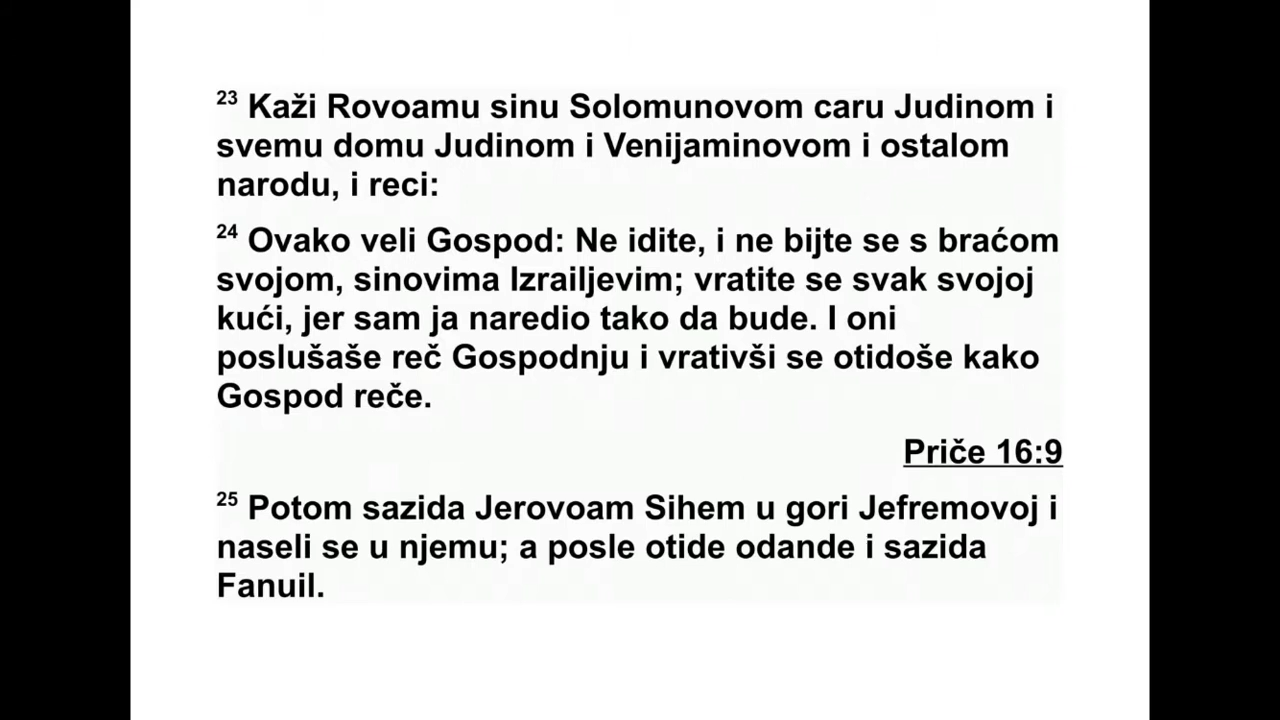 23 Kaži Rovoamu sinu Solomunovom caru Judinom i
svemu domu Judinom i Venijaminovom i ostalom
narodu, i reci:
24 Ovako veli Gospod: Ne idite, i ne bijte se s braćom
svojom, sinovima Izrailjevim; vratite se svak svojoj
kući, jer sam ja naredio tako da bude. I oni
poslušaše reč Gospodnju i vrativši se otidoše kako
Gospod reče.
Priče 16:9
25 Potom sazida Jerovoam Sihem u gori Jefremovoj i
naseli se u njemu; a posle otide odande i sazida
Fanuil.